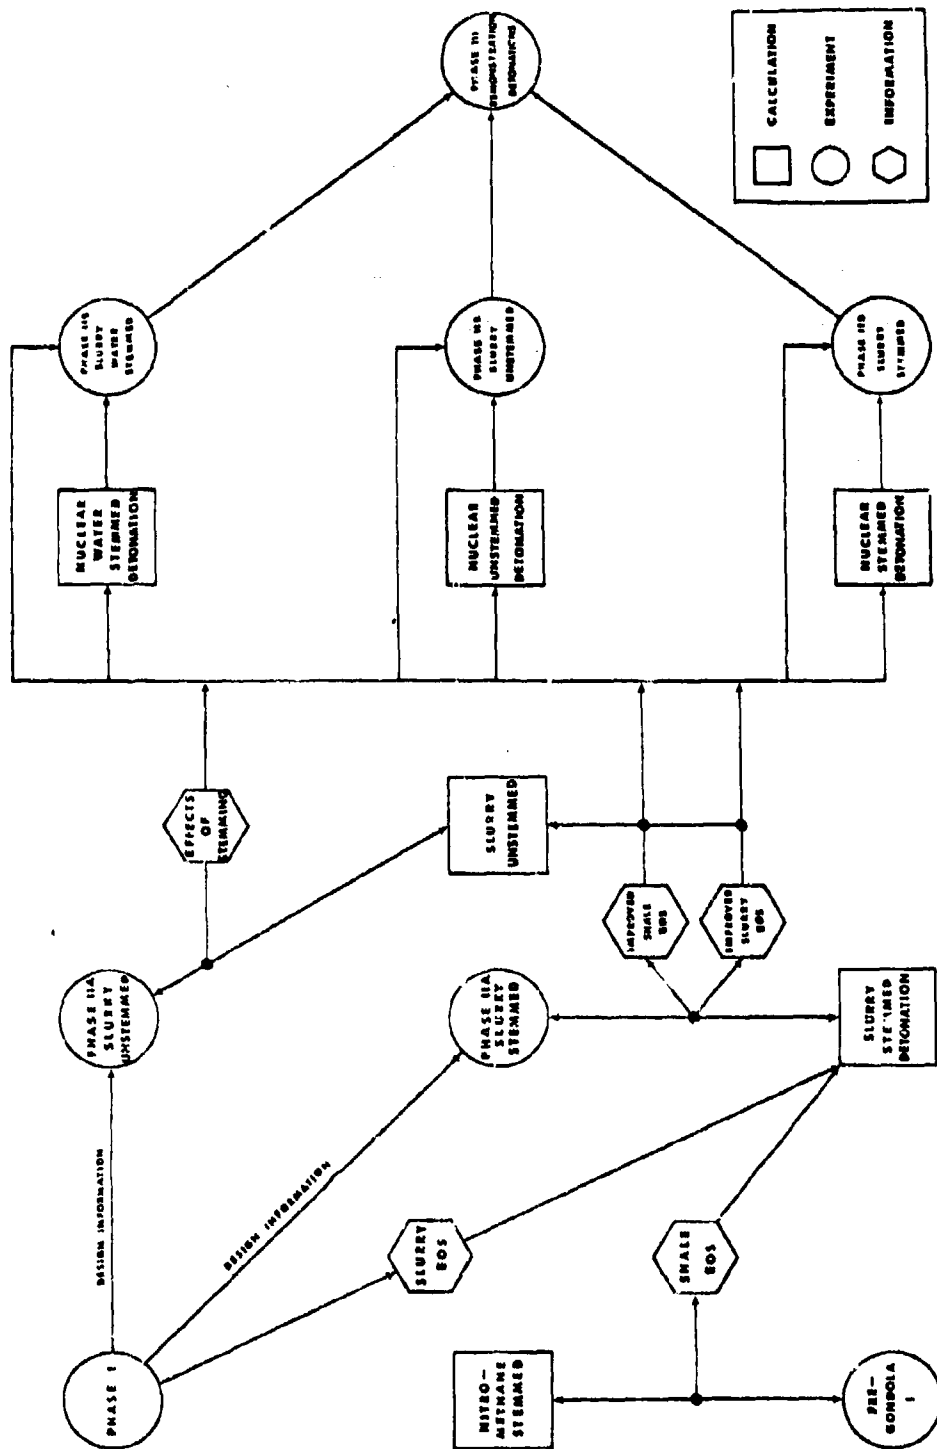 PHASE I
DESIGN INFORMATION
DESIGN INFORMATION
PHASE IIA
SLURRY
UNSTEMMED
EFFECTS
OF
STEMMING
NUCLEAR
WATER
STEMMED
DETONATION
SLURRY
WATER
STEMMED
NITRO-
METHANE
STEMMED
SLURRY
EOS
PHASE IIA
SLURRY
STEMMED
SLURRY
UNSTEMMED
NUCLEAR
UNSTEMMED
DETONATION
PHASE IIB
SLURRY
UNSTEMMED
PHASE III
DEMONSTRATION
DETONATIONS
PRE-
GONDOLA
I
SHALE
EOS
SLURRY
STEMMED
DETONATION
IMPROVED
SHALE
EOS
IMPROVED
SLURRY
EOS
NUCLEAR
STEMMED
DETONATION
PHASE IIB
SLURRY
STEMMED
CALCULATION
EXPERIMENT
INFORMATION